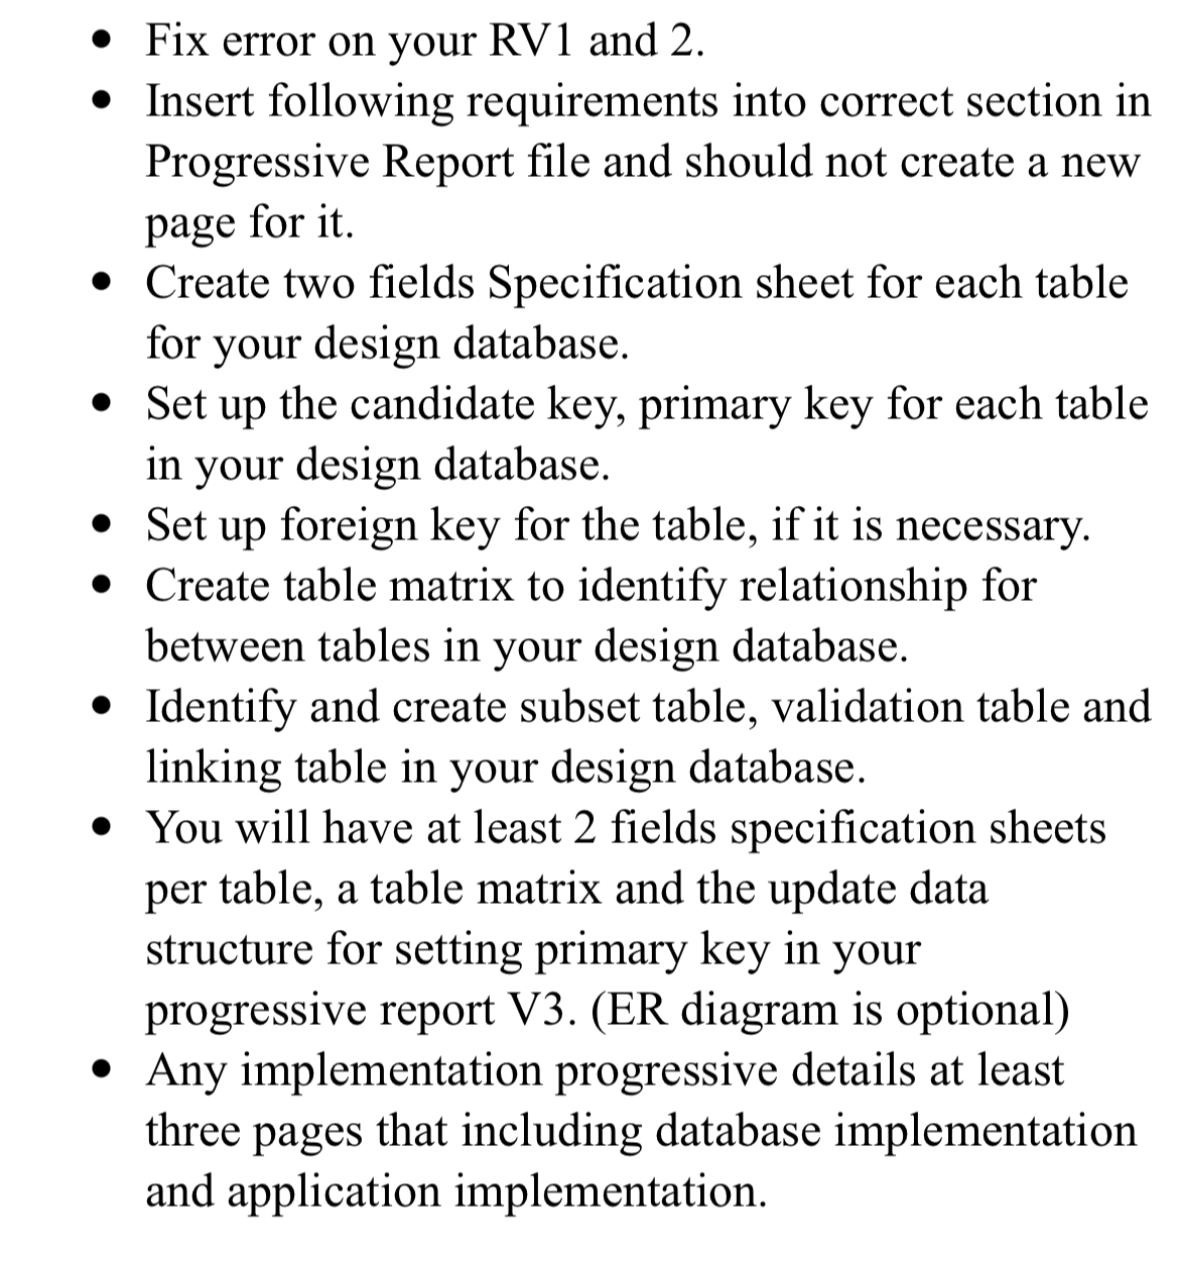 • Fix error on your RV1 and 2.
• Insert following requirements into correct section in
Progressive Report file and should not create a new
page for it.
• Create two fields Specification sheet for each table
for your design database.
• Set up the candidate key, primary key for each table
in your design database.
• Set up foreign key for the table, if it is necessary.
• Create table matrix to identify relationship for
between tables in your design database.
• Identify and create subset table, validation table and
linking table in your design database.
• You will have at least 2 fields specification sheets
per table, a table matrix and the update data
structure for setting primary key in your
progressive report V3. (ER diagram is optional)
• Any implementation progressive details at least
three pages that including database implementation
and application implementation.